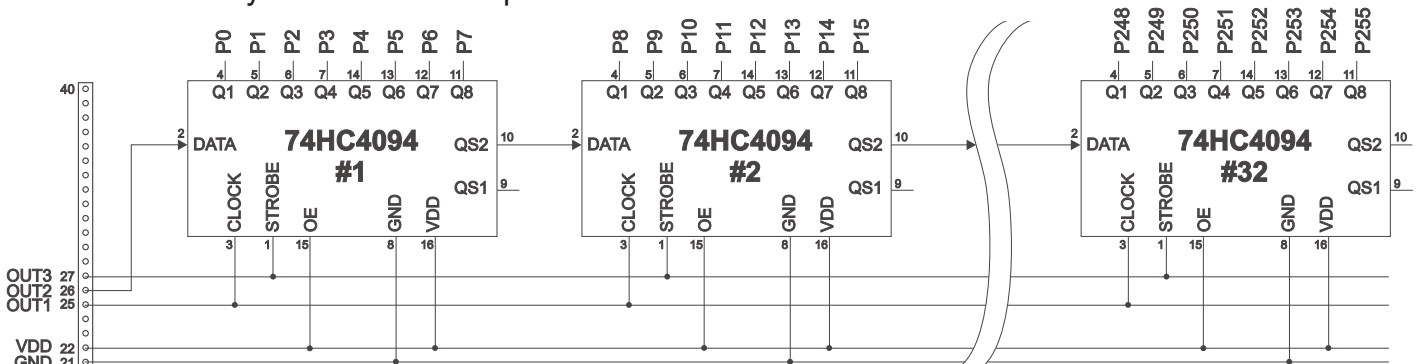 P0 P1 P2 P3 P4 P5 P6 P7 P8 P9 P10 P11 P12 P13 P14 P15 P248 P249 P250 P251 P252 P253 P254 P255
4 5 6 7 14 13 12 11 4 5 6 7 14 13 12 11 4 5 6 7 14 13 12 11
40 Q1 Q2 Q3 Q4 Q5 Q6 Q7 Q8 Q1 Q2 Q3 Q4 Q5 Q6 Q7 Q8 Q1 Q2 Q3 Q4 Q5 Q6 Q7 Q8
2 DATA 74HC4094 QS2 10 2 DATA 74HC4094 QS2 10 2 DATA 74HC4094 QS2 10
#1 #2 #32
QS1 9 QS1 9 QS1 9
CLOCK STROBE OE GND VDD CLOCK STROBE OE GND VDD CLOCK STROBE OE GND VDD
3 1 15 8 16 3 1 15 8 16 3 1 15 8 16
OUT3 27
OUT2 26
OUT1 25
VDD 22
GND 21